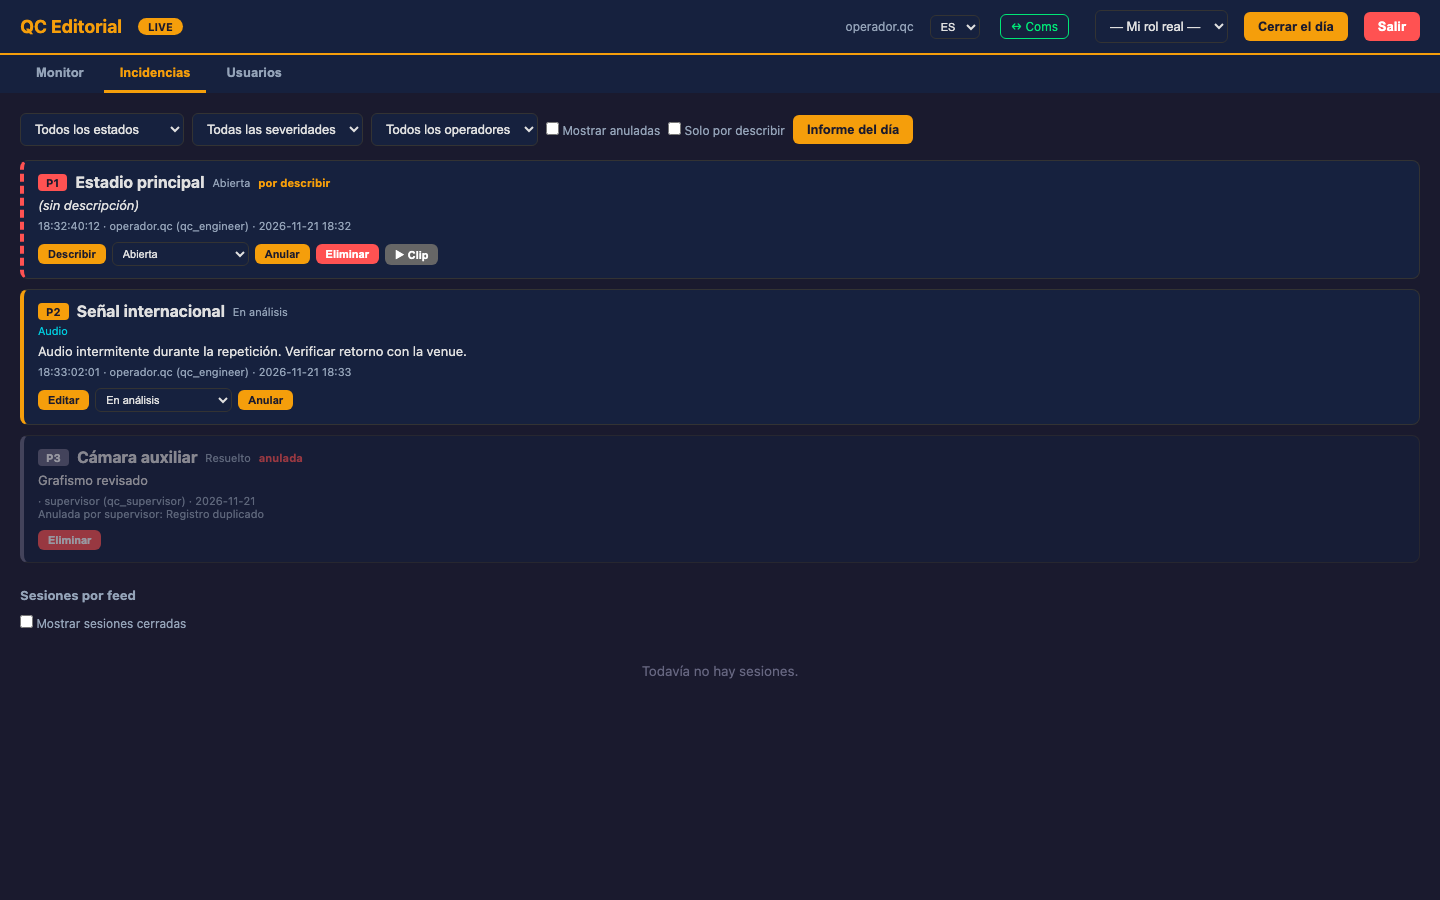 QC Editorial LIVE operador.qc ES ↔ Coms — Mi rol real — Cerrar el día Salir
Monitor Incidencias Usuarios
Todos los estados Todas las severidades Todos los operadores Mostrar anuladas Solo por describir Informe del día
P1 Estadio principal Abierta por describir
(sin descripción)
18:32:40:12 · operador.qc (qc_engineer) · 2026-11-21 18:32
Describir Abierta Anular Eliminar ▶ Clip
P2 Señal internacional En análisis
Audio
Audio intermitente durante la repetición. Verificar retorno con la venue.
18:33:02:01 · operador.qc (qc_engineer) · 2026-11-21 18:33
Editar En análisis Anular
P3 Cámara auxiliar Resuelto anulada
Grafismo revisado
· supervisor (qc_supervisor) · 2026-11-21
Anulada por supervisor: Registro duplicado
Eliminar
Sesiones por feed
Mostrar sesiones cerradas
Todavía no hay sesiones.